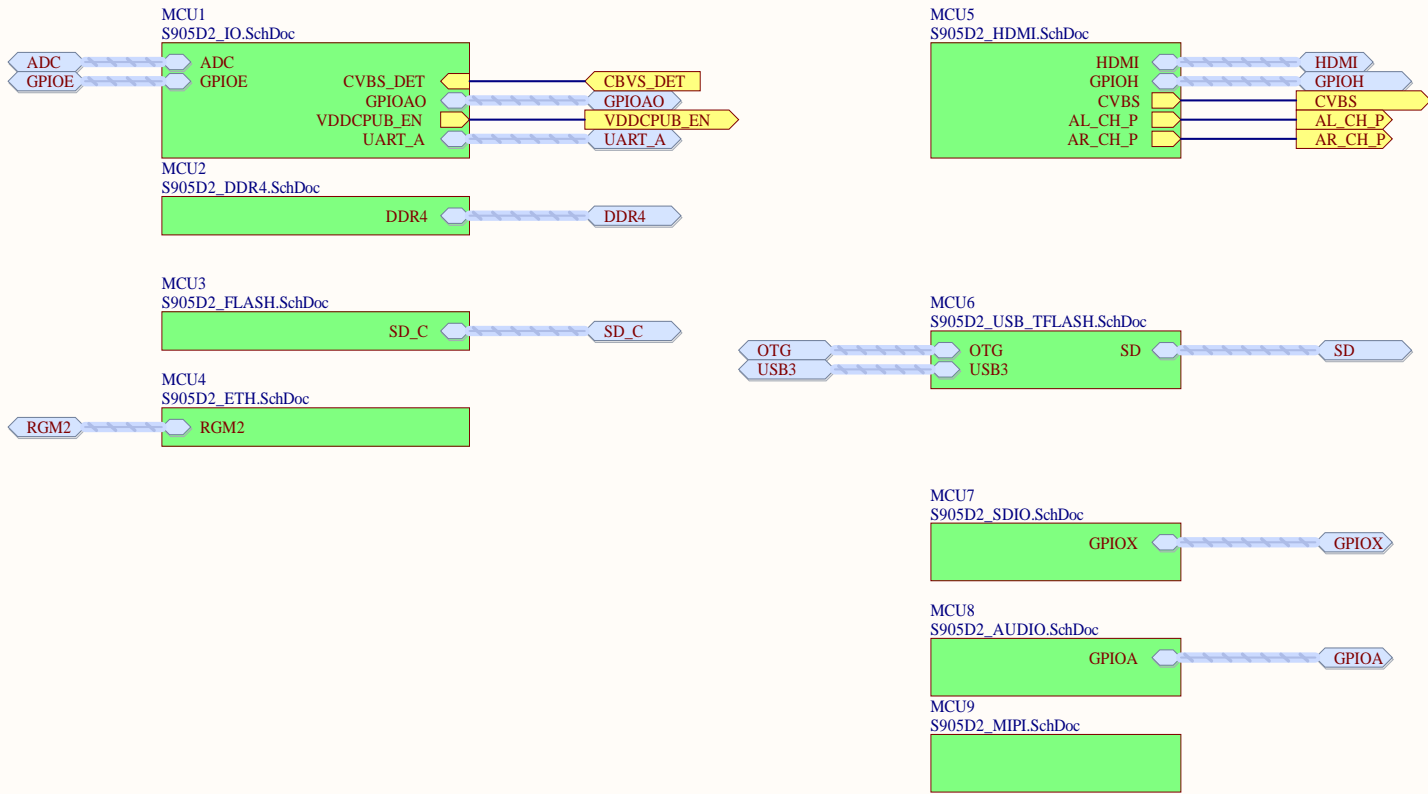 MCU1
S905D2_IO.SchDoc
ADC ADC
GPIOE GPIOE CVBS_DET CBVS_DET
GPIOAO GPIOAO
VDDCPUB_EN VDDCPUB_EN
UART_A UART_A
MCU2
S905D2_DDR4.SchDoc
DDR4 DDR4
MCU3
S905D2_FLASH.SchDoc
SD_C SD_C
MCU4
S905D2_ETH.SchDoc
RGM2 RGM2
MCU5
S905D2_HDMI.SchDoc
HDMI HDMI
GPIOH GPIOH
CVBS CVBS
AL_CH_P AL_CH_P
AR_CH_P AR_CH_P
MCU6
S905D2_USB_TFLASH.SchDoc
OTG OTG SD SD
USB3 USB3
MCU7
S905D2_SDIO.SchDoc
GPIOX GPIOX
MCU8
S905D2_AUDIO.SchDoc
GPIOA GPIOA
MCU9
S905D2_MIPI.SchDoc